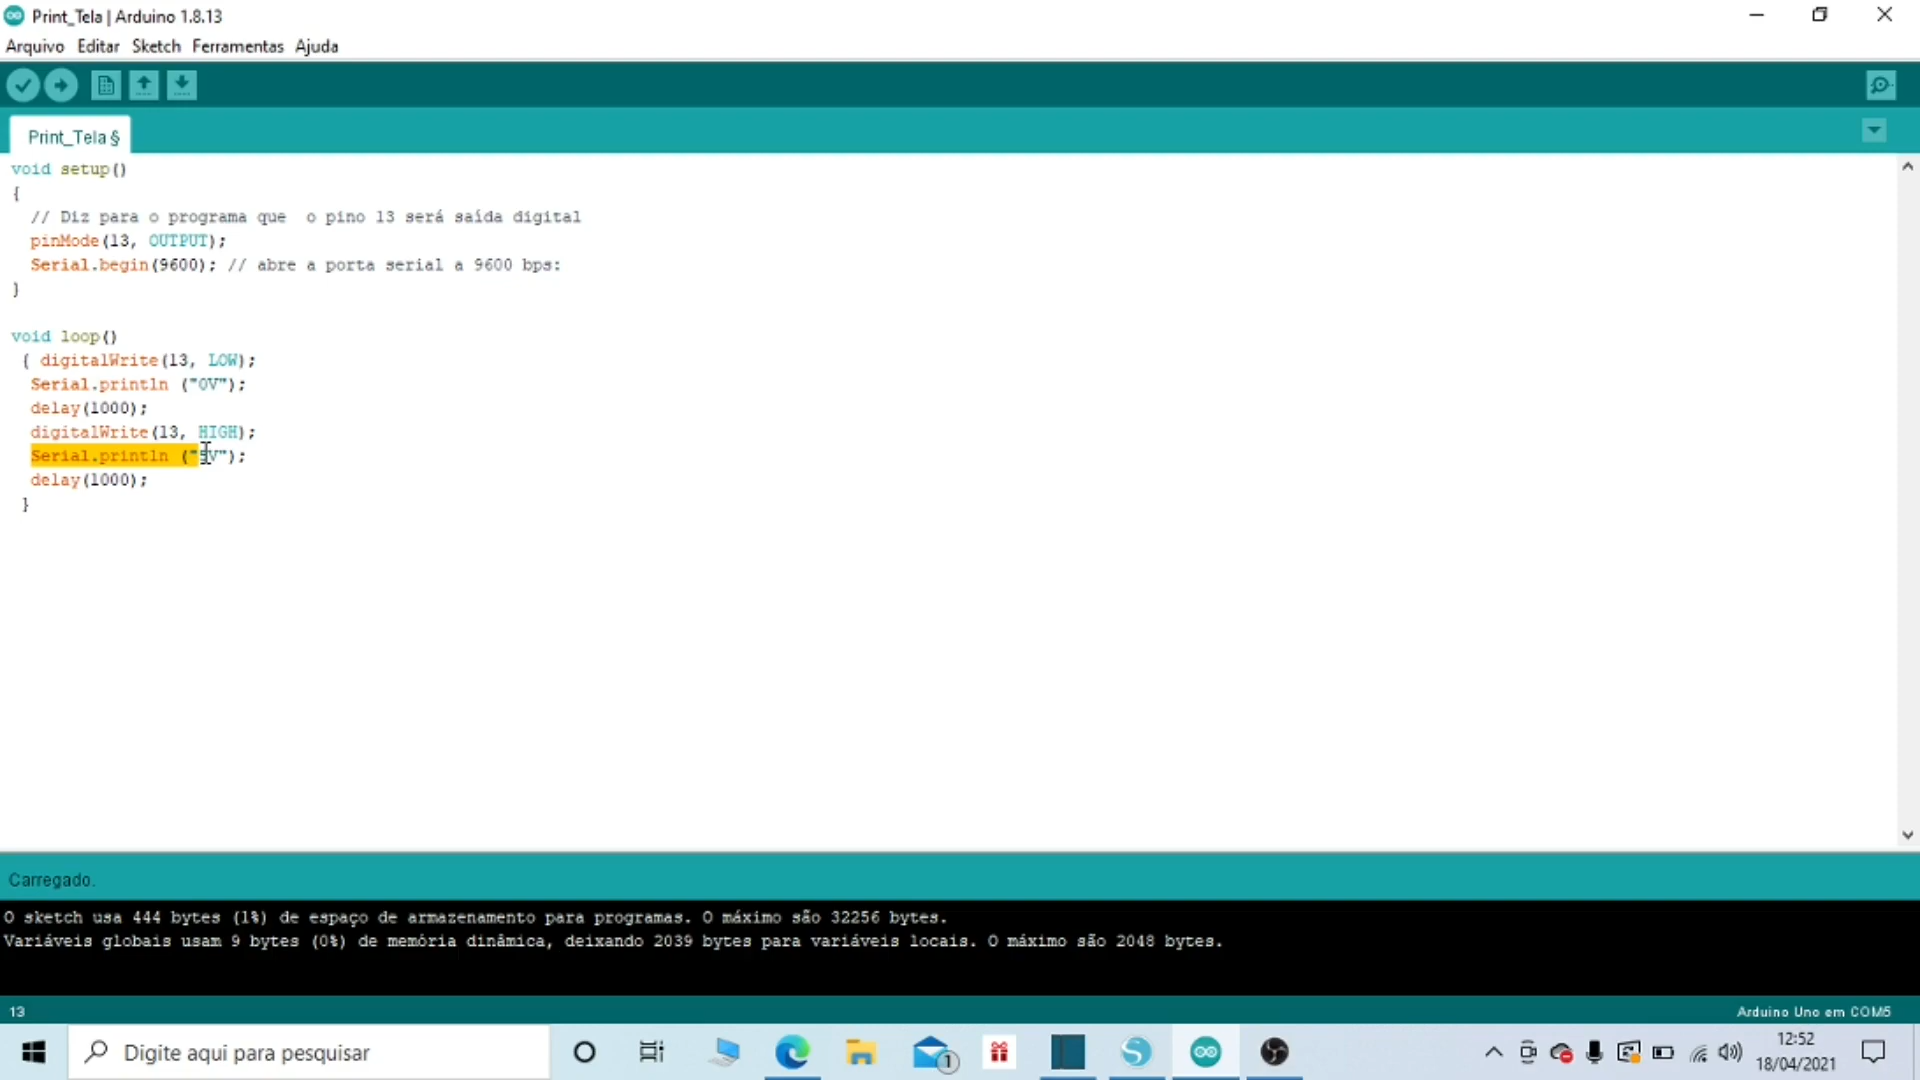 Print_Tela | Arduino 1.8.13
Arquivo Editar Sketch Ferramentas Ajuda
Print_Tela §
void setup()
{
// Diz para o programa que  o pino 13 será saída digital
pinMode(13, OUTPUT);
Serial.begin(9600); // abre a porta serial a 9600 bps:
}
void loop()
{ digitalWrite(13, LOW);
Serial.println ("0V");
delay(1000);
digitalWrite(13, HIGH);
Serial.println ("5V");
delay(1000);
}
Carregado.
O sketch usa 444 bytes (1%) de espaço de armazenamento para programas. O máximo são 32256 bytes.
Variáveis globais usam 9 bytes (0%) de memória dinâmica, deixando 2039 bytes para variáveis locais. O máximo são 2048 bytes.
13
Arduino Uno em COM5
Digite aqui para pesquisar
1
12:52
18/04/2021